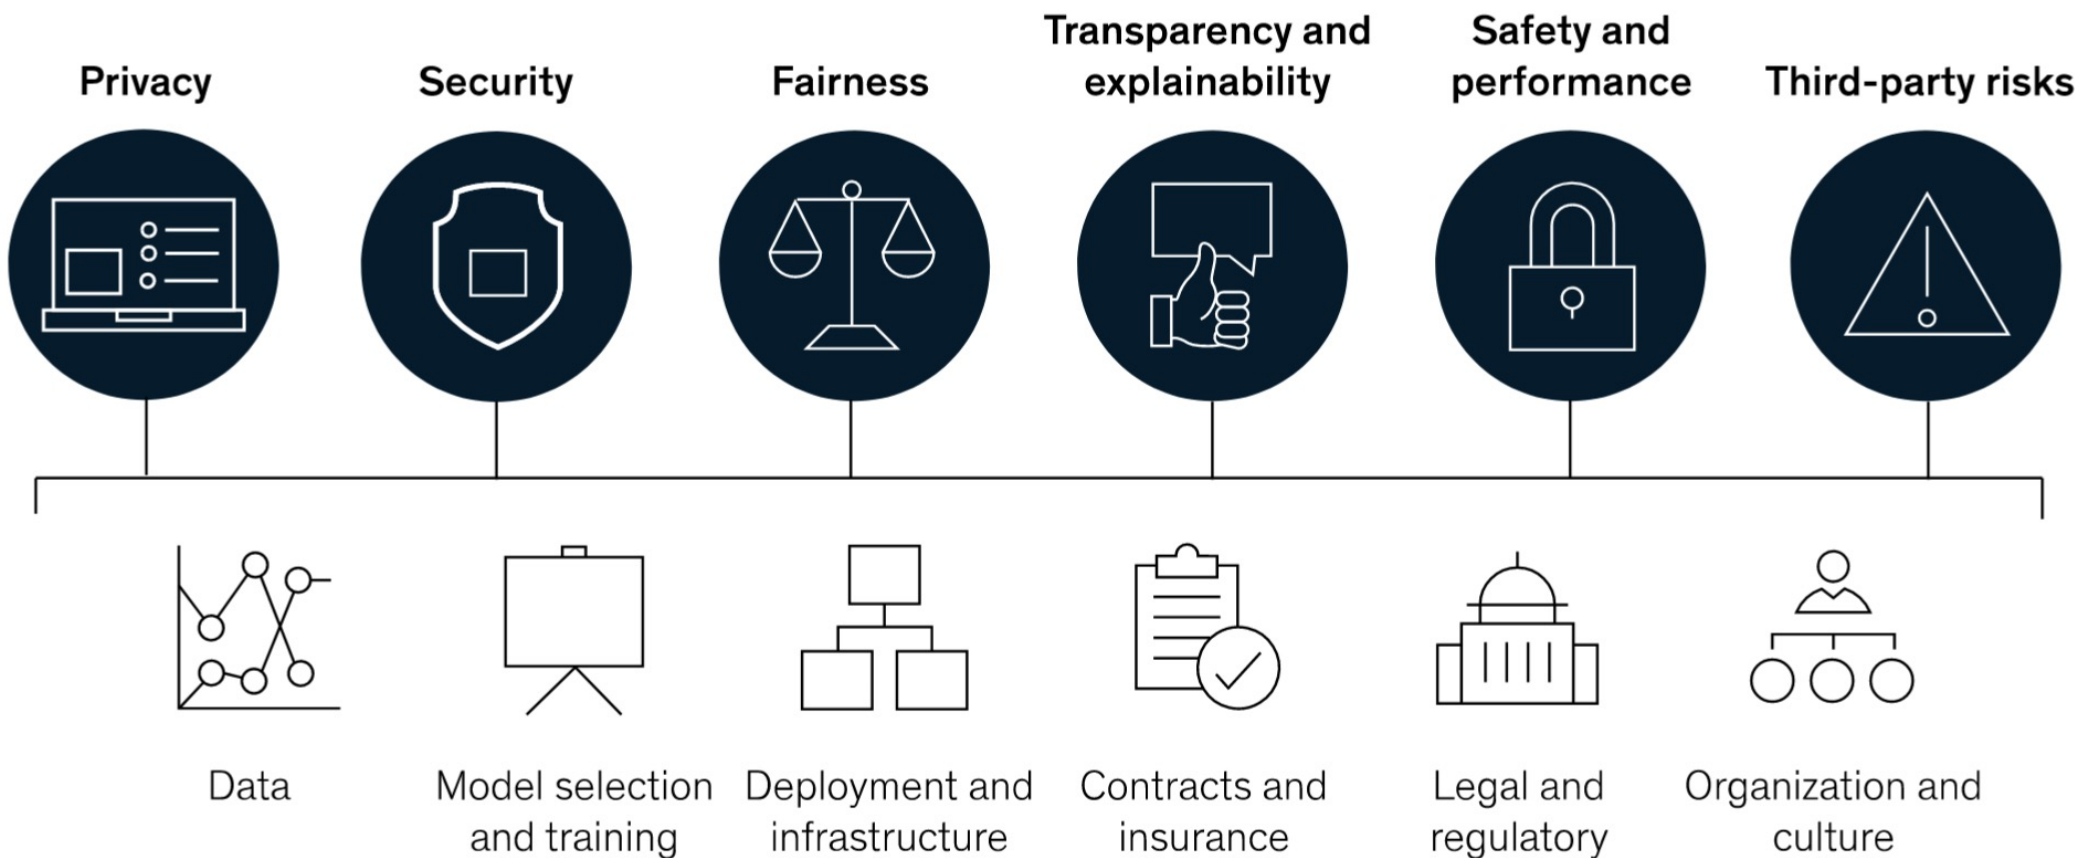 Privacy
Security
Fairness
Transparency and
explainability
Safety and
performance
Third-party risks
Data
Model selection
and training
Deployment and
infrastructure
Contracts and
insurance
Legal and
regulatory
Organization and
culture